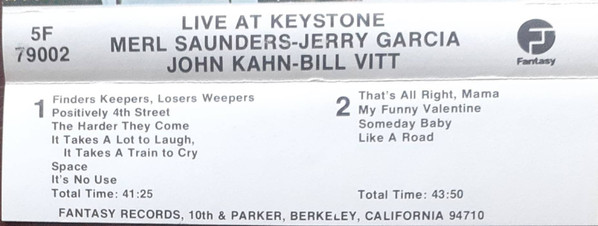 5F
79002
LIVE AT KEYSTONE
MERL SAUNDERS-JERRY GARCIA
JOHN KAHN-BILL VITT
Fantasy
1
Finders Keepers, Losers Weepers
Positively 4th Street
The Harder They Come
It Takes A Lot to Laugh,
It Takes A Train to Cry
Space
It's No Use
Total Time: 41:25
2
That's All Right, Mama
My Funny Valentine
Someday Baby
Like A Road
Total Time: 43:50
FANTASY RECORDS, 10th & PARKER, BERKELEY, CALIFORNIA 94710